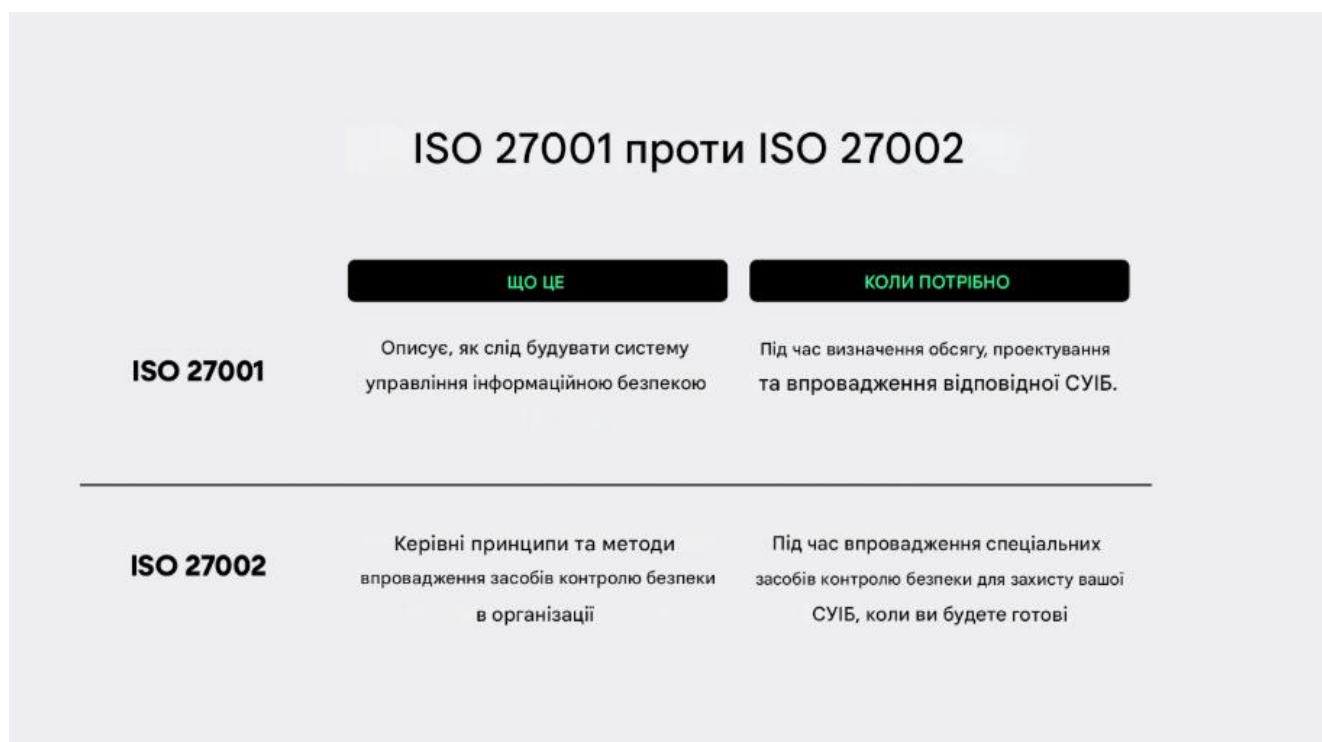 ISO 27001 проти ISO 27002
ЩО ЦЕ
КОЛИ ПОТРІБНО
ISO 27001
Описує, як слід будувати систему
управління інформаційною безпекою
Під час визначення обсягу, проектування
та впровадження відповідної СУІБ.
ISO 27002
Керівні принципи та методи
впровадження засобів контролю безпеки
в організації
Під час впровадження спеціальних
засобів контролю безпеки для захисту вашої
СУІБ, коли ви будете готові